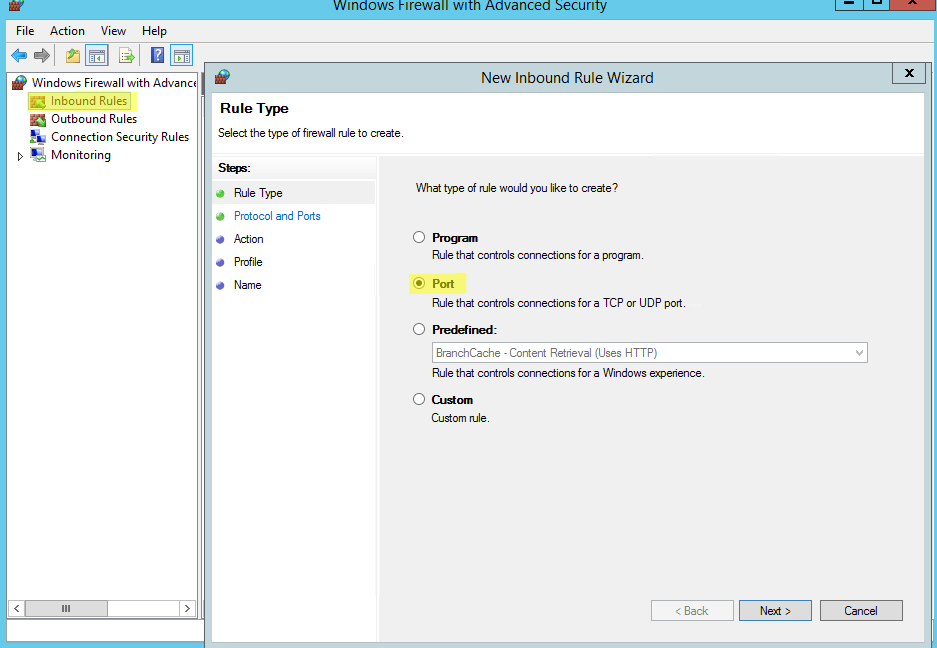 Windows Firewall with Advanced Security
File Action View Help
Windows Firewall with Advance
Inbound Rules
Outbound Rules
Connection Security Rules
Monitoring
New Inbound Rule Wizard
Rule Type
Select the type of firewall rule to create.
Steps:
Rule Type
Protocol and Ports
Action
Profile
Name
What type of rule would you like to create?
Program
Rule that controls connections for a program.
Port
Rule that controls connections for a TCP or UDP port.
Predefined:
BranchCache - Content Retrieval (Uses HTTP)
Rule that controls connections for a Windows experience.
Custom
Custom rule.
< Back Next > Cancel